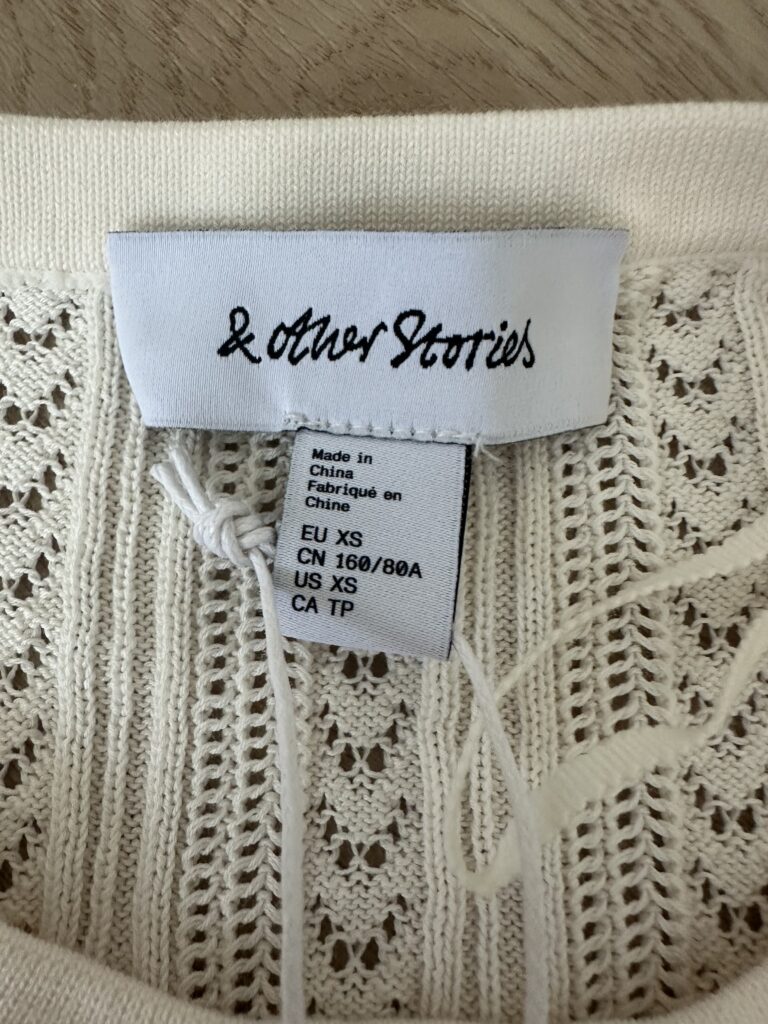 & other Stories
Made in
China
Fabriqué en
Chine
EU XS
CN 160/80A
US XS
CA TP